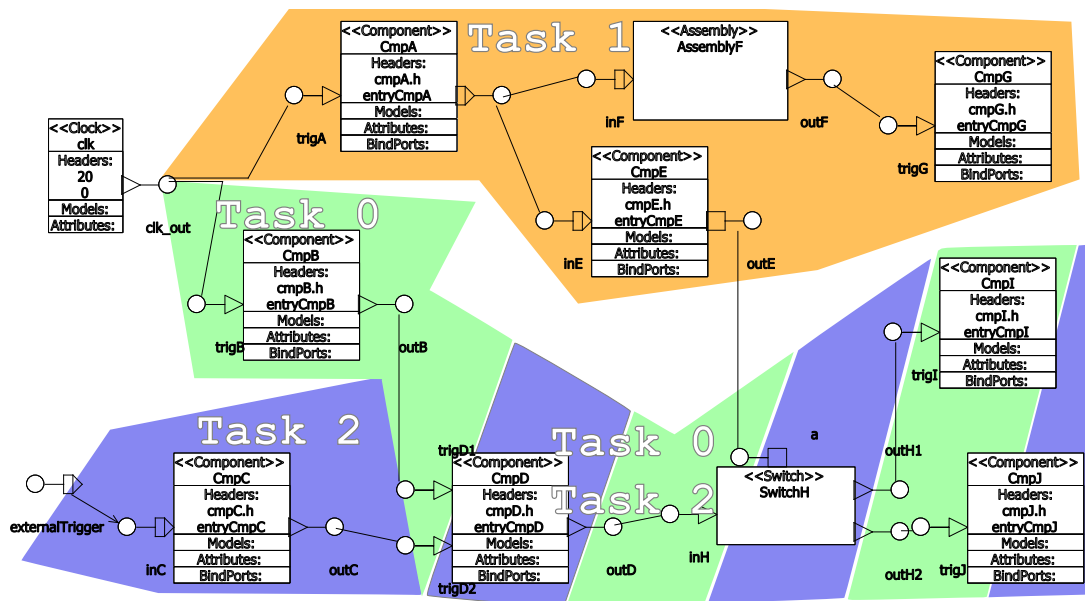 Task 1
<<Component>>
CmpA
Headers:
cmpA.h
entryCmpA
Models:
Attributes:
BindPorts:
trigA
<<Assembly>>
AssemblyF
inF
outF
<<Component>>
CmpG
Headers:
cmpG.h
entryCmpG
Models:
Attributes:
BindPorts:
trigG
<<Clock>>
clk
Headers:
20
0
Models:
Attributes:
clk_out
<<Component>>
CmpE
Headers:
cmpE.h
entryCmpE
Models:
Attributes:
BindPorts:
inE
outE
Task 0
<<Component>>
CmpB
Headers:
cmpB.h
entryCmpB
Models:
Attributes:
BindPorts:
trigB
outB
<<Component>>
CmpI
Headers:
cmpI.h
entryCmpI
Models:
Attributes:
BindPorts:
trigI
Task 2
externalTrigger
<<Component>>
CmpC
Headers:
cmpC.h
entryCmpC
Models:
Attributes:
BindPorts:
inC
outC
trigD1
<<Component>>
CmpD
Headers:
cmpD.h
entryCmpD
Models:
Attributes:
BindPorts:
trigD2
outD
Task 0
Task 2
a
<<Switch>>
SwitchH
inH
outH1
outH2
<<Component>>
CmpJ
Headers:
cmpJ.h
entryCmpJ
Models:
Attributes:
BindPorts:
trigJ